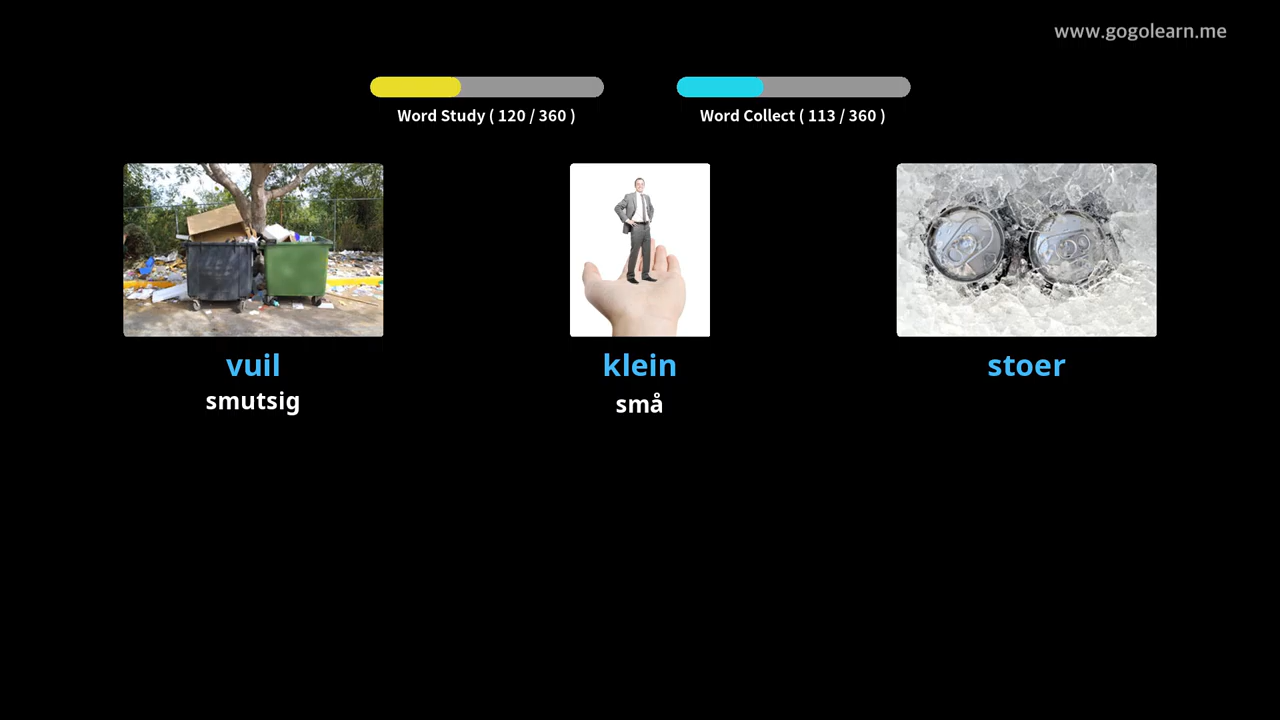 www.gogolearn.me
Word Study ( 120 / 360 )
Word Collect ( 113 / 360 )
vuil
smutsig
klein
små
stoer